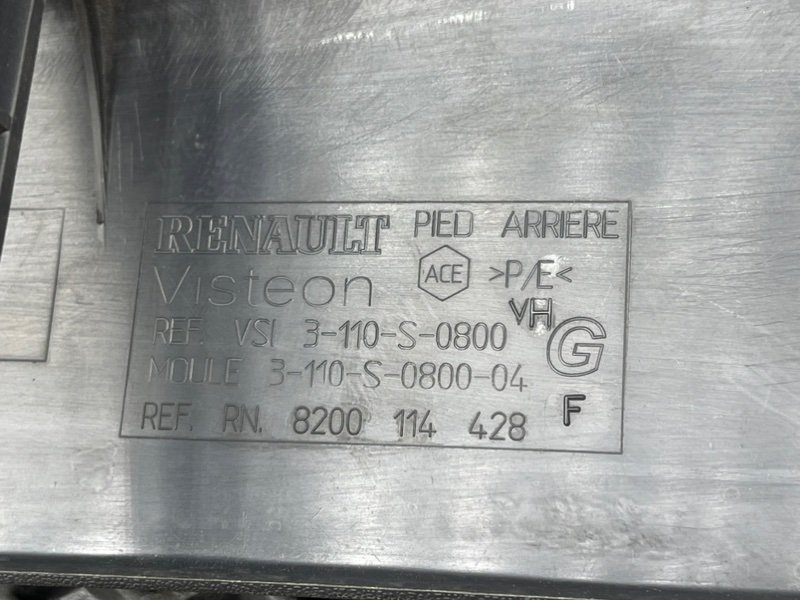 RENAULT PIED ARRIERE
Visteon ACE >P/E<
VH
REF. VSI 3-110-S-0800 G
MOULE 3-110-S-0800-04
REF. RN. 8200 114 428 F